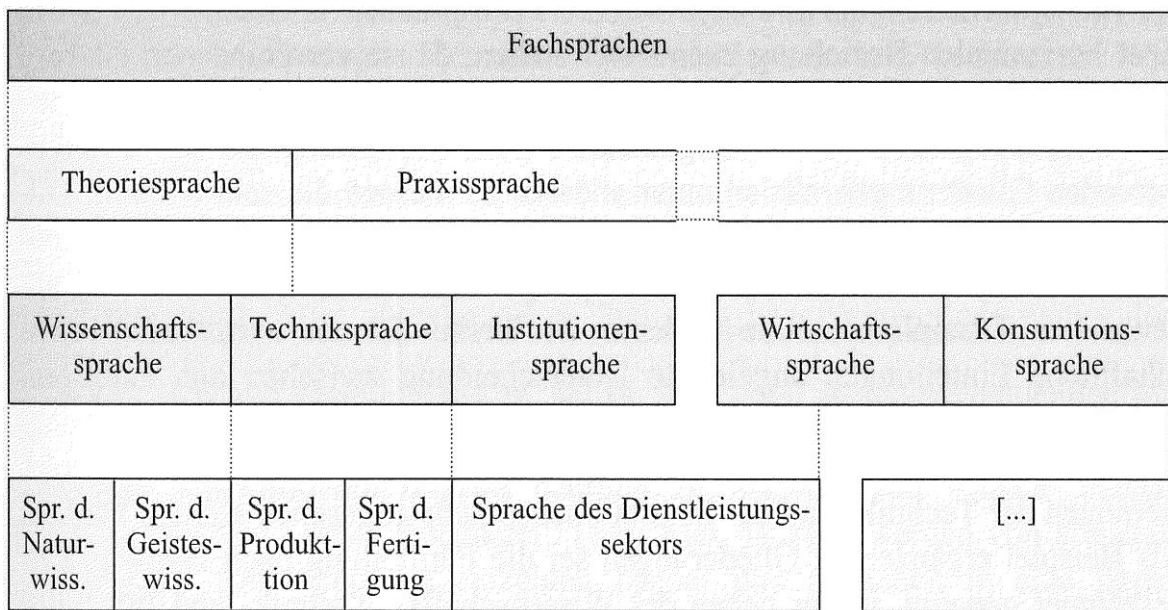 Fachsprachen
Theoriesprache
Praxissprache
Wissenschafts-
sprache
Techniksprache
Institutionen-
sprache
Wirtschafts-
sprache
Konsumtions-
sprache
Spr. d.
Natur-
wiss.
Spr. d.
Geistes-
wiss.
Spr. d.
Produkt-
tion
Spr. d.
Ferti-
gung
Sprache des Dienstleistungs-
sektors
[...]